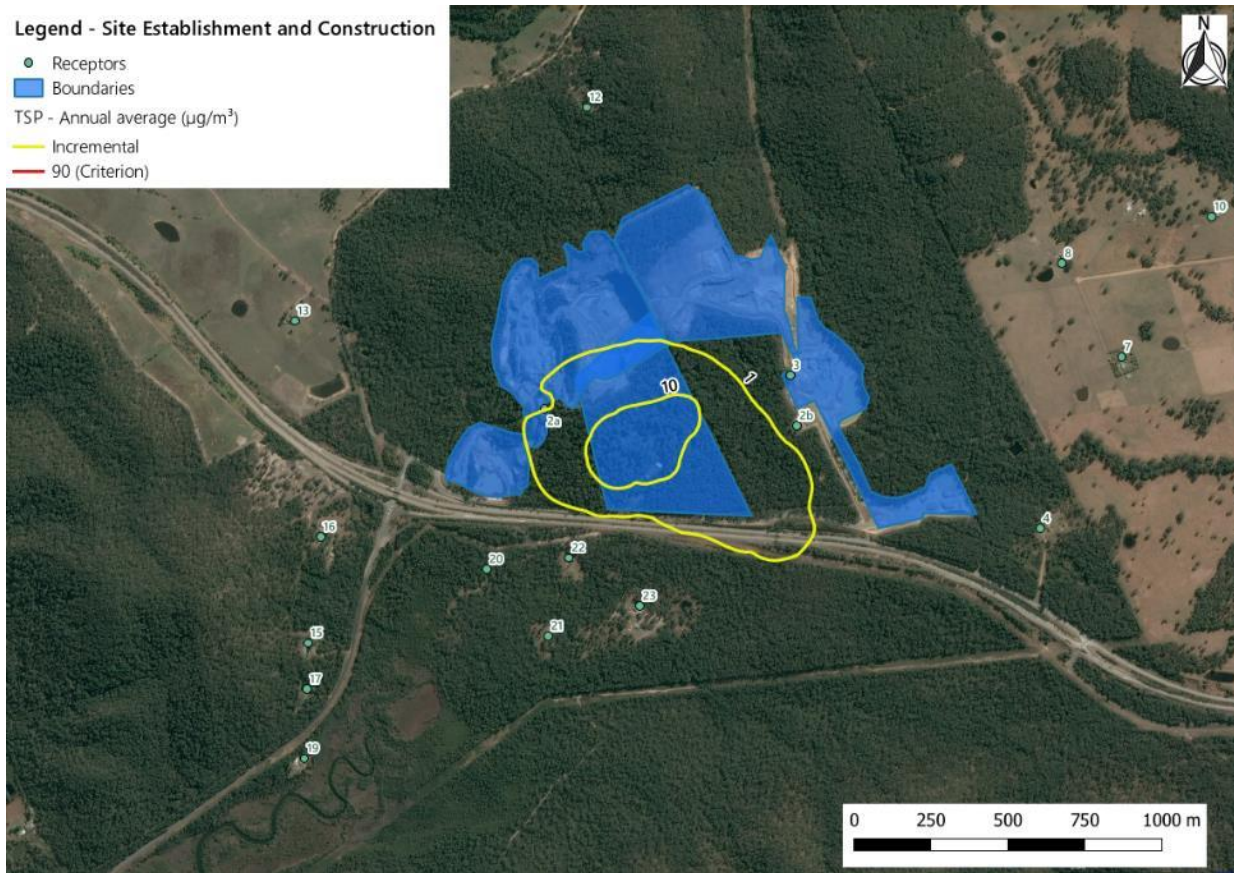 Legend - Site Establishment and Construction
Receptors
Boundaries
TSP - Annual average (µg/m³)
Incremental
90 (Criterion)
N
12
10
8
13
7
3
10
1
2a
2b
4
16
22
20
23
21
15
17
19
0 250 500 750 1000 m